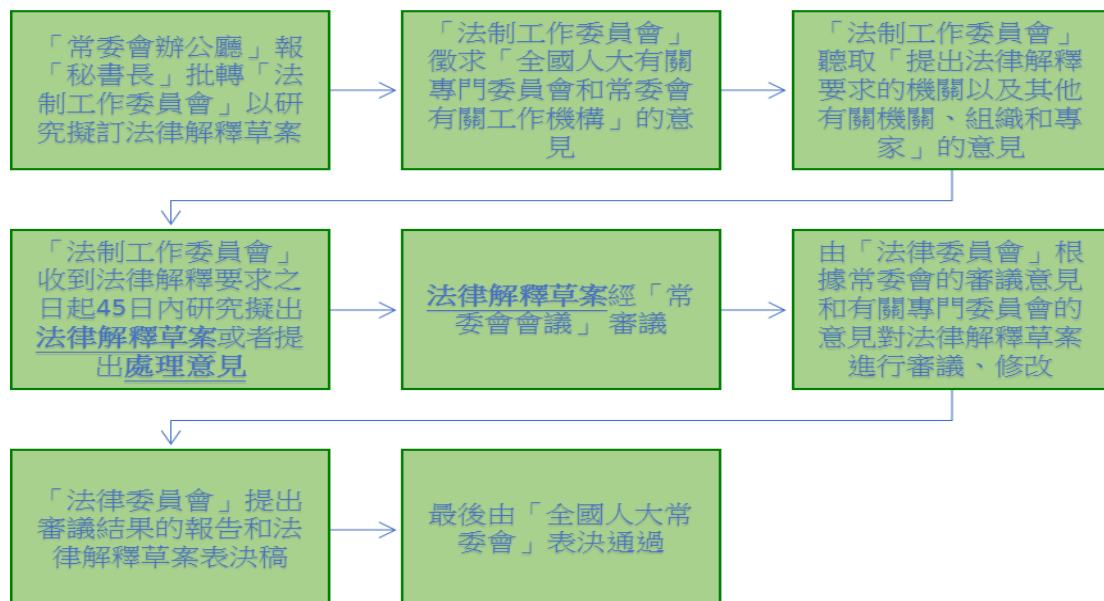 「常委會辦公廳」報
「秘書長」批轉「法
制工作委員會」以研
究擬訂法律解釋草案
「法制工作委員會」
徵求「全國人大有關
專門委員會和常委會
有關工作機構」的意
見
「法制工作委員會」
聽取「提出法律解釋
要求的機關以及其他
有關機關、組織和專
家」的意見
「法制工作委員會」
收到法律解釋要求之
日起45日內研究擬出
法律解釋草案或者提
出處理意見
法律解釋草案經「常
委會會議」審議
由「法律委員會」根
據常委會的審議意見
和有關專門委員會的
意見對法律解釋草案
進行審議、修改
「法律委員會」提出
審議結果的報告和法
律解釋草案表決稿
最後由「全國人大常
委會」表決通過